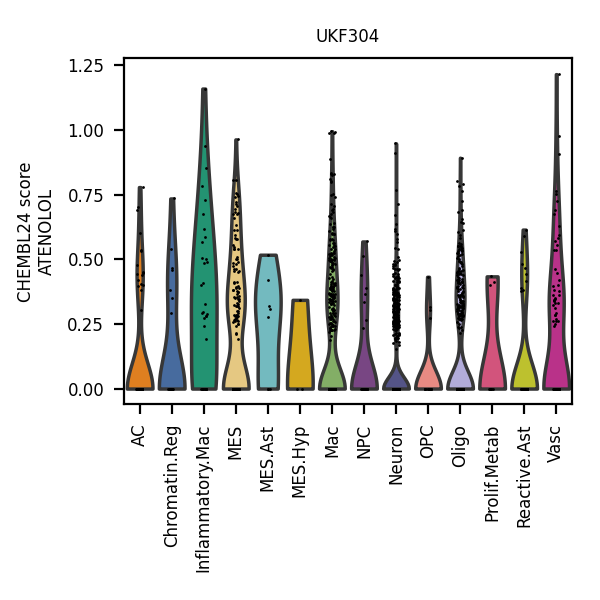 UKF304
CHEMBL24 score
ATENOLOL
1.25
1.00
0.75
0.50
0.25
0.00
AC
Chromatin.Reg
Inflammatory.Mac
MES
MES.Ast
MES.Hyp
Mac
NPC
Neuron
OPC
Oligo
Prolif.Metab
Reactive.Ast
Vasc